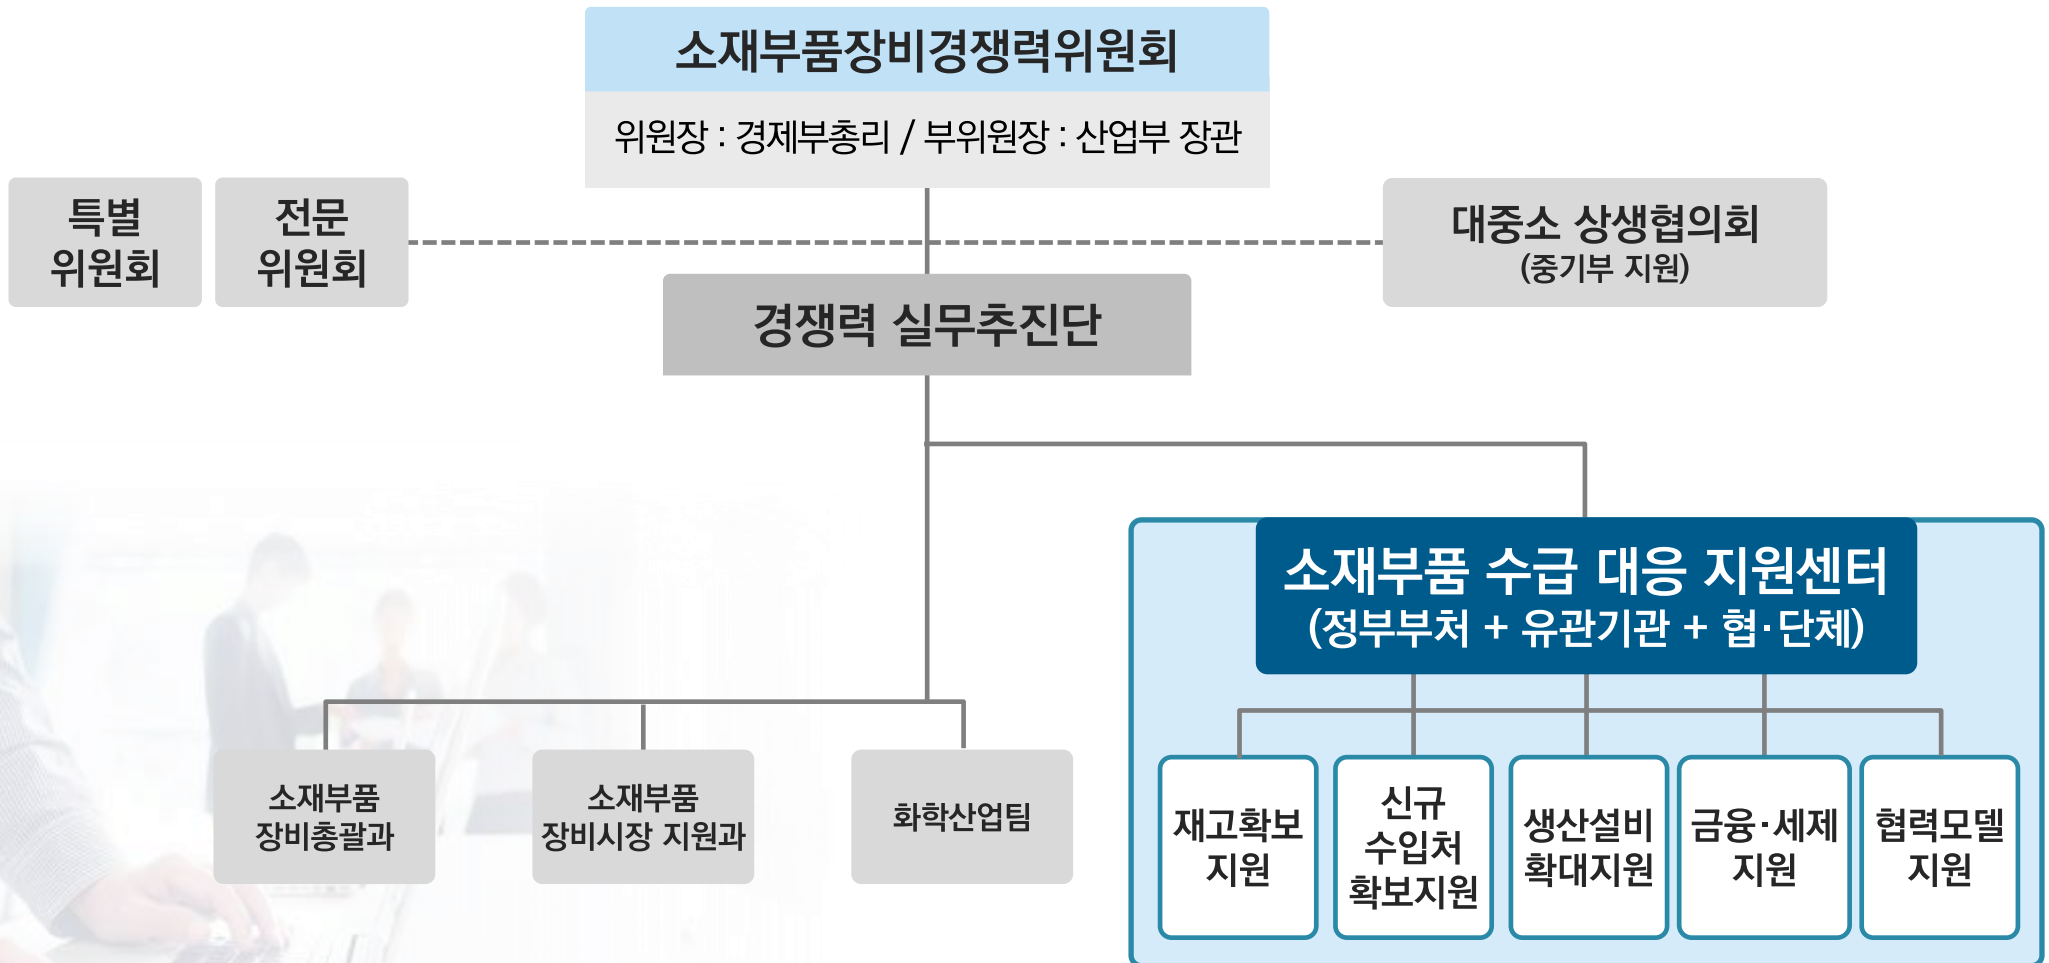 소재부품장비경쟁력위원회
위원장 : 경제부총리 / 부위원장 : 산업부 장관
특별
위원회
전문
위원회
대중소 상생협의회
(중기부 지원)
경쟁력 실무추진단
소재부품 수급 대응 지원센터
(정부부처 + 유관기관 + 협·단체)
소재부품
장비총괄과
소재부품
장비시장 지원과
화학산업팀
재고확보
지원
신규
수입처
확보지원
생산설비
확대지원
금융·세제
지원
협력모델
지원